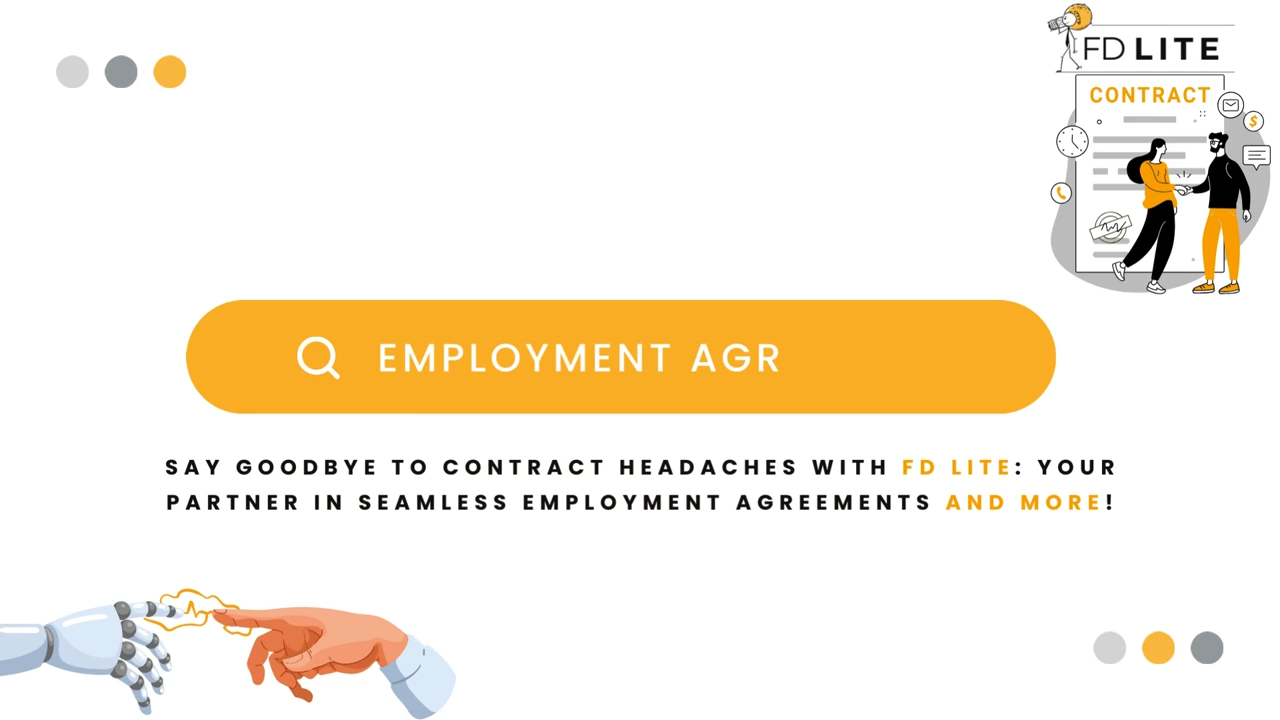 FD LITE
CONTRACT
$
EMPLOYMENT AGR
SAY GOODBYE TO CONTRACT HEADACHES WITH FD LITE: YOUR
PARTNER IN SEAMLESS EMPLOYMENT AGREEMENTS AND MORE!